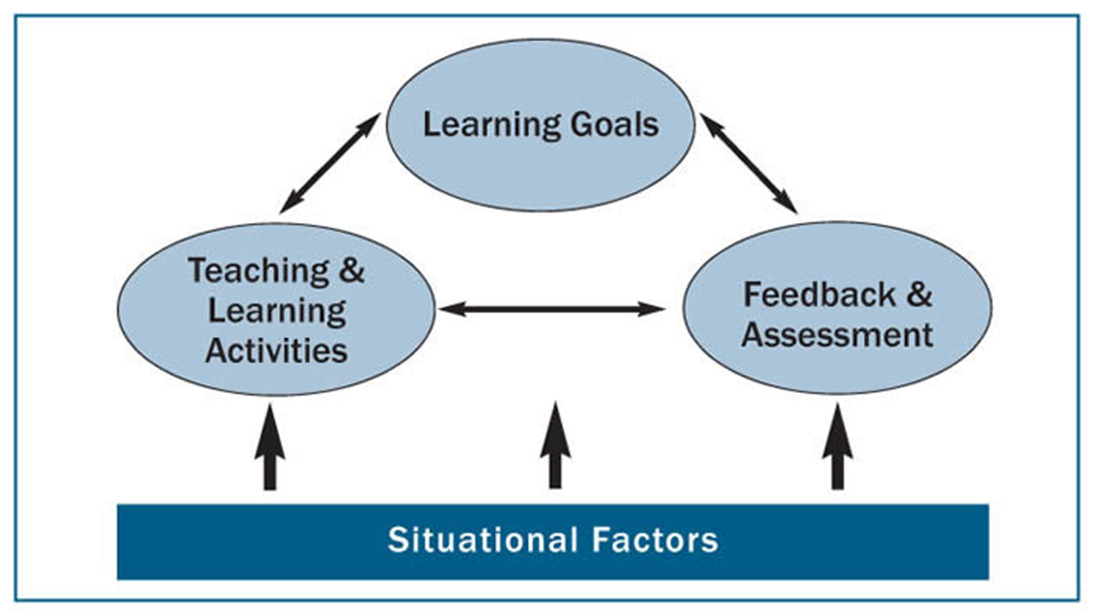 Learning Goals
Teaching &
Learning
Activities
Feedback &
Assessment
Situational Factors